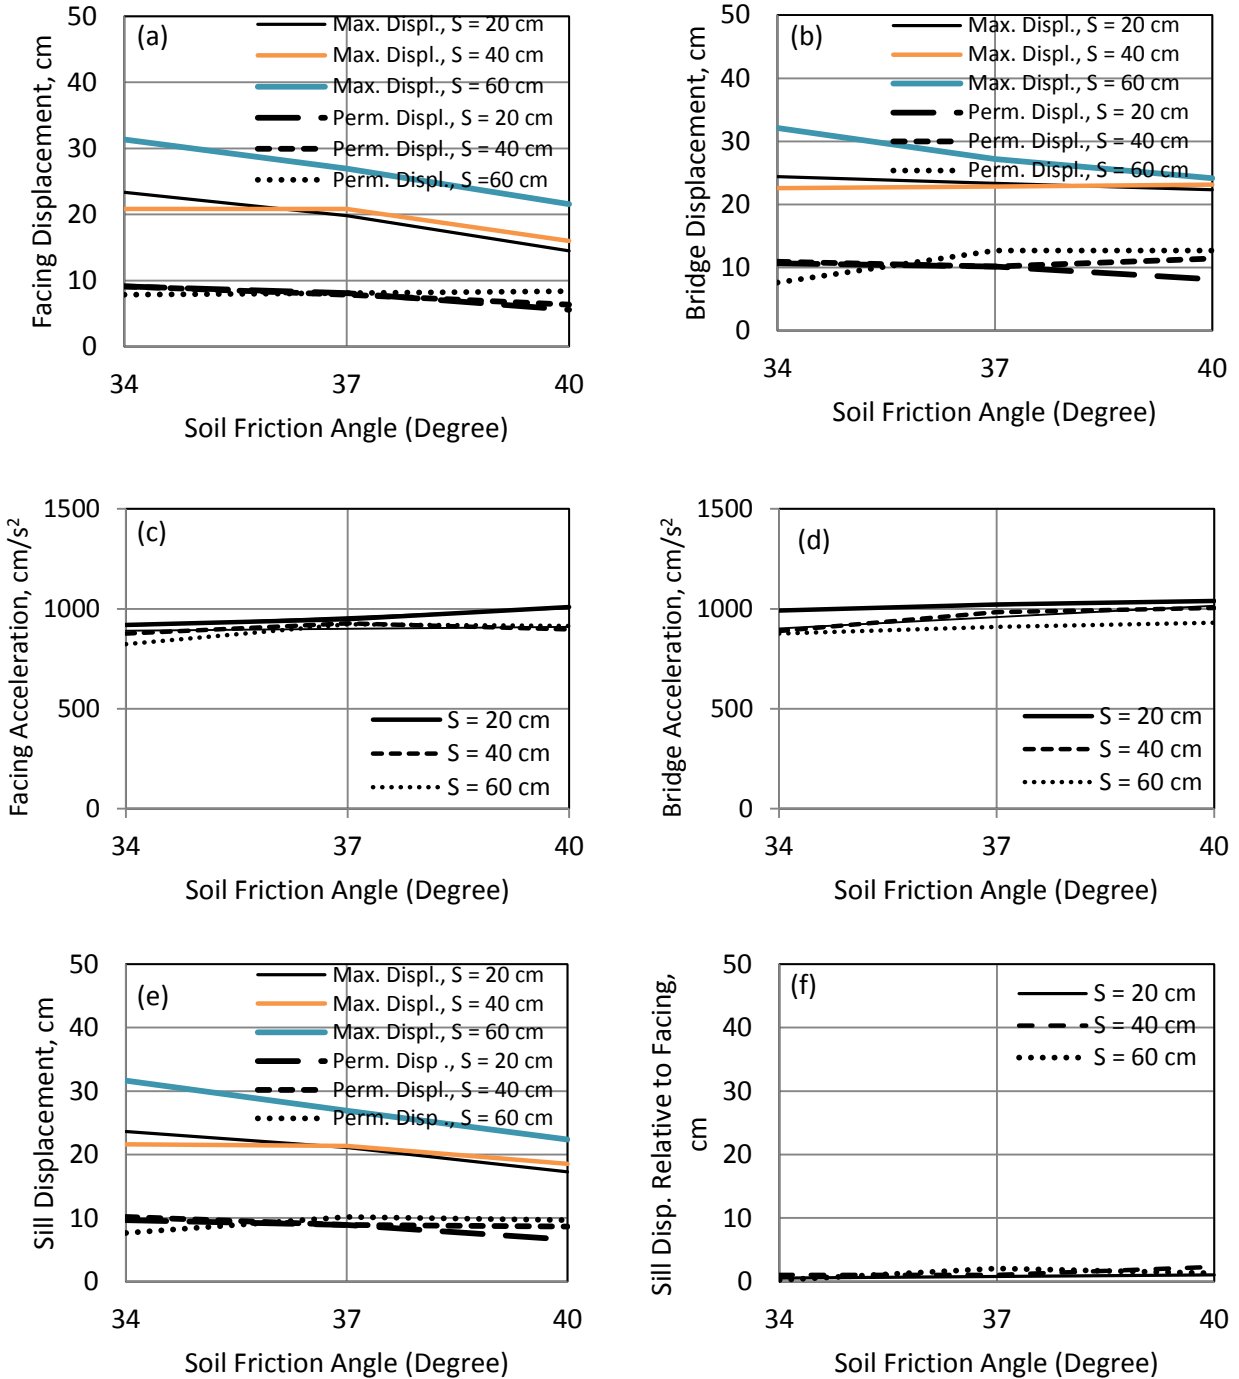 (a)
Max. Displ., S = 20 cm
Max. Displ., S = 40 cm
Max. Displ., S = 60 cm
Perm. Displ., S = 20 cm
Perm. Displ., S = 40 cm
Perm. Displ., S =60 cm
Facing Displacement, cm
50
40
30
20
10
0
34
37
40
Soil Friction Angle (Degree)
(b)
Max. Displ., S = 20 cm
Max. Displ., S = 40 cm
Max. Displ., S = 60 cm
Perm. Displ., S = 20 cm
Perm. Displ., S = 40 cm
Perm. Displ., S = 60 cm
Bridge Displacement, cm
50
40
30
20
10
0
34
37
40
Soil Friction Angle (Degree)
(c)
Facing Acceleration, cm/s²
1500
1000
500
0
S = 20 cm
S = 40 cm
S = 60 cm
34
37
40
Soil Friction Angle (Degree)
(d)
Bridge Acceleration, cm/s²
1500
1000
500
0
S = 20 cm
S = 40 cm
S = 60 cm
34
37
40
Soil Friction Angle (Degree)
(e)
Max. Displ., S = 20 cm
Max. Displ., S = 40 cm
Max. Displ., S = 60 cm
Perm. Disp ., S = 20 cm
Perm. Displ., S = 40 cm
Perm. Disp ., S = 60 cm
Sill Displacement, cm
50
40
30
20
10
0
34
37
40
Soil Friction Angle (Degree)
(f)
S = 20 cm
S = 40 cm
S = 60 cm
Sill Disp. Relative to Facing,
cm
50
40
30
20
10
0
34
37
40
Soil Friction Angle (Degree)